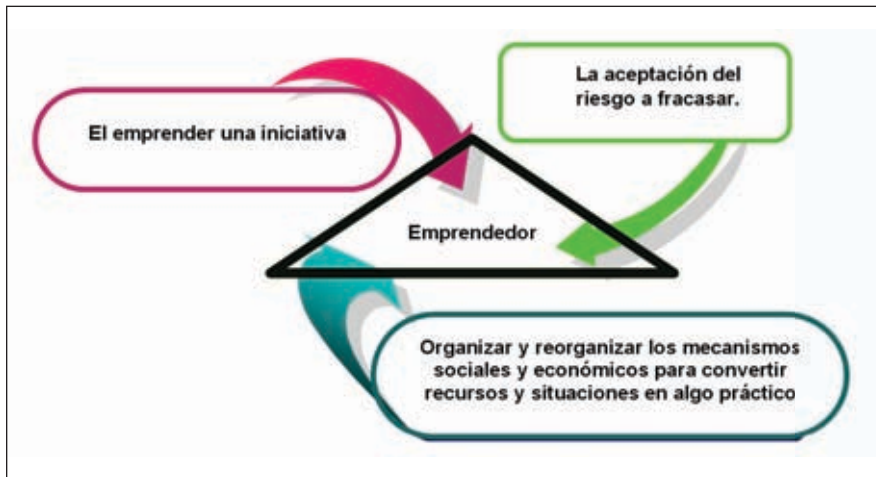 El emprender una iniciativa
La aceptación del
riesgo a fracasar.
Emprendedor
Organizar y reorganizar los mecanismos
sociales y económicos para convertir
recursos y situaciones en algo práctico